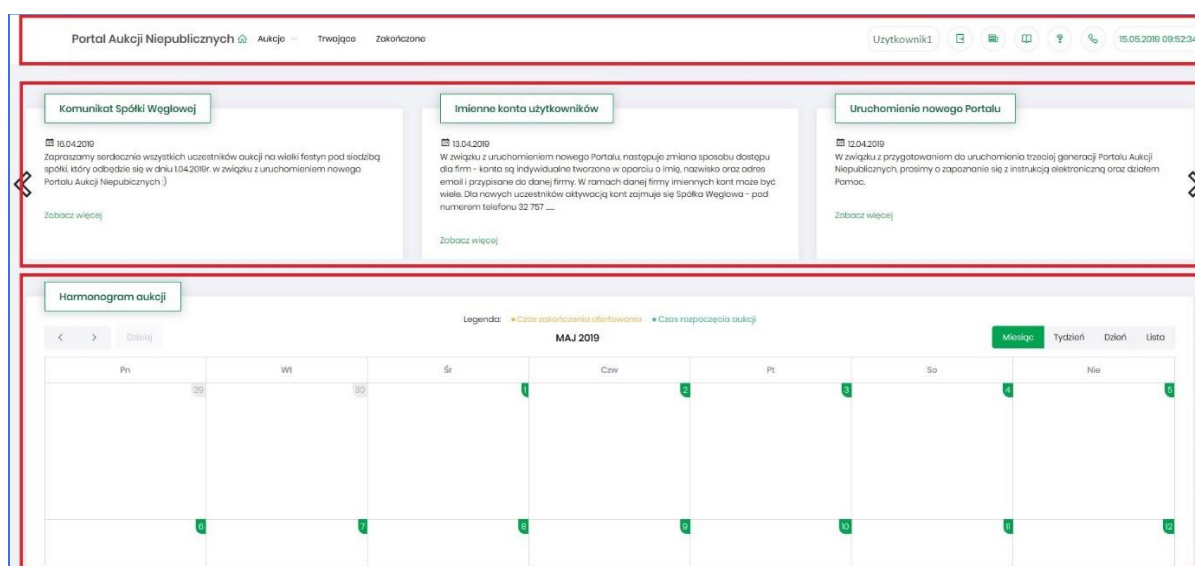 Portal Aukcji Niepublicznych Aukcje Trwające Zakończone Uzytkownik1 15.05.2019 09:52:34
Komunikat Spółki Węglowej
16.04.2019
Zapraszamy serdecznie wszystkich uczestników aukcji na wielki festyn pod siedzibą
spółki, który odbędzie się w dniu 1.04.2019r. w związku z uruchomieniem nowego
Portalu Aukcji Niepubicznych :)
Zobacz więcej
Imienne konta użytkowników
13.04.2019
W związku z uruchomieniem nowego Portalu, następuje zmiana sposobu dostępu
dla firm - konta są indywidualne tworzone w oparciu o imię, nazwisko oraz adres
email i przypisane do danej firmy. W ramach danej firmy imiennych kont może być
wiele. Dla nowych uczestników aktywacją kont zajmuje się Spółka Węglowa - pod
numerem telefonu 32 757 ....
Zobacz więcej
Uruchomienie nowego Portalu
12.04.2019
W związku z przygotowaniem do uruchomienia trzeciej generacji Portalu Aukcji
Niepublicznych, prosimy o zapoznanie się z instrukcją elektroniczną oraz działem
Pomoc.
Zobacz więcej
Harmonogram aukcji
Legenda: Czas zakończenia ofertowania Czas rozpoczęcia aukcji
< > Dzisiaj MAJ 2019 Miesiąc Tydzień Dzień Lista
Pn Wt Śr Czw Pt So Nie
29 30 1 2 3 4 5
6 7 8 9 10 11 12